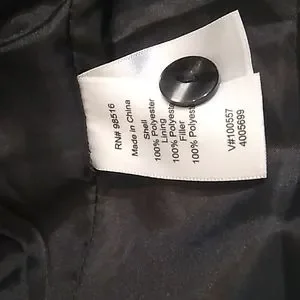 RN# 98516
Made in China
Shell
100% Polyester
Lining
100% Polyester
Filler
100% Polyester
V#100557
4005699